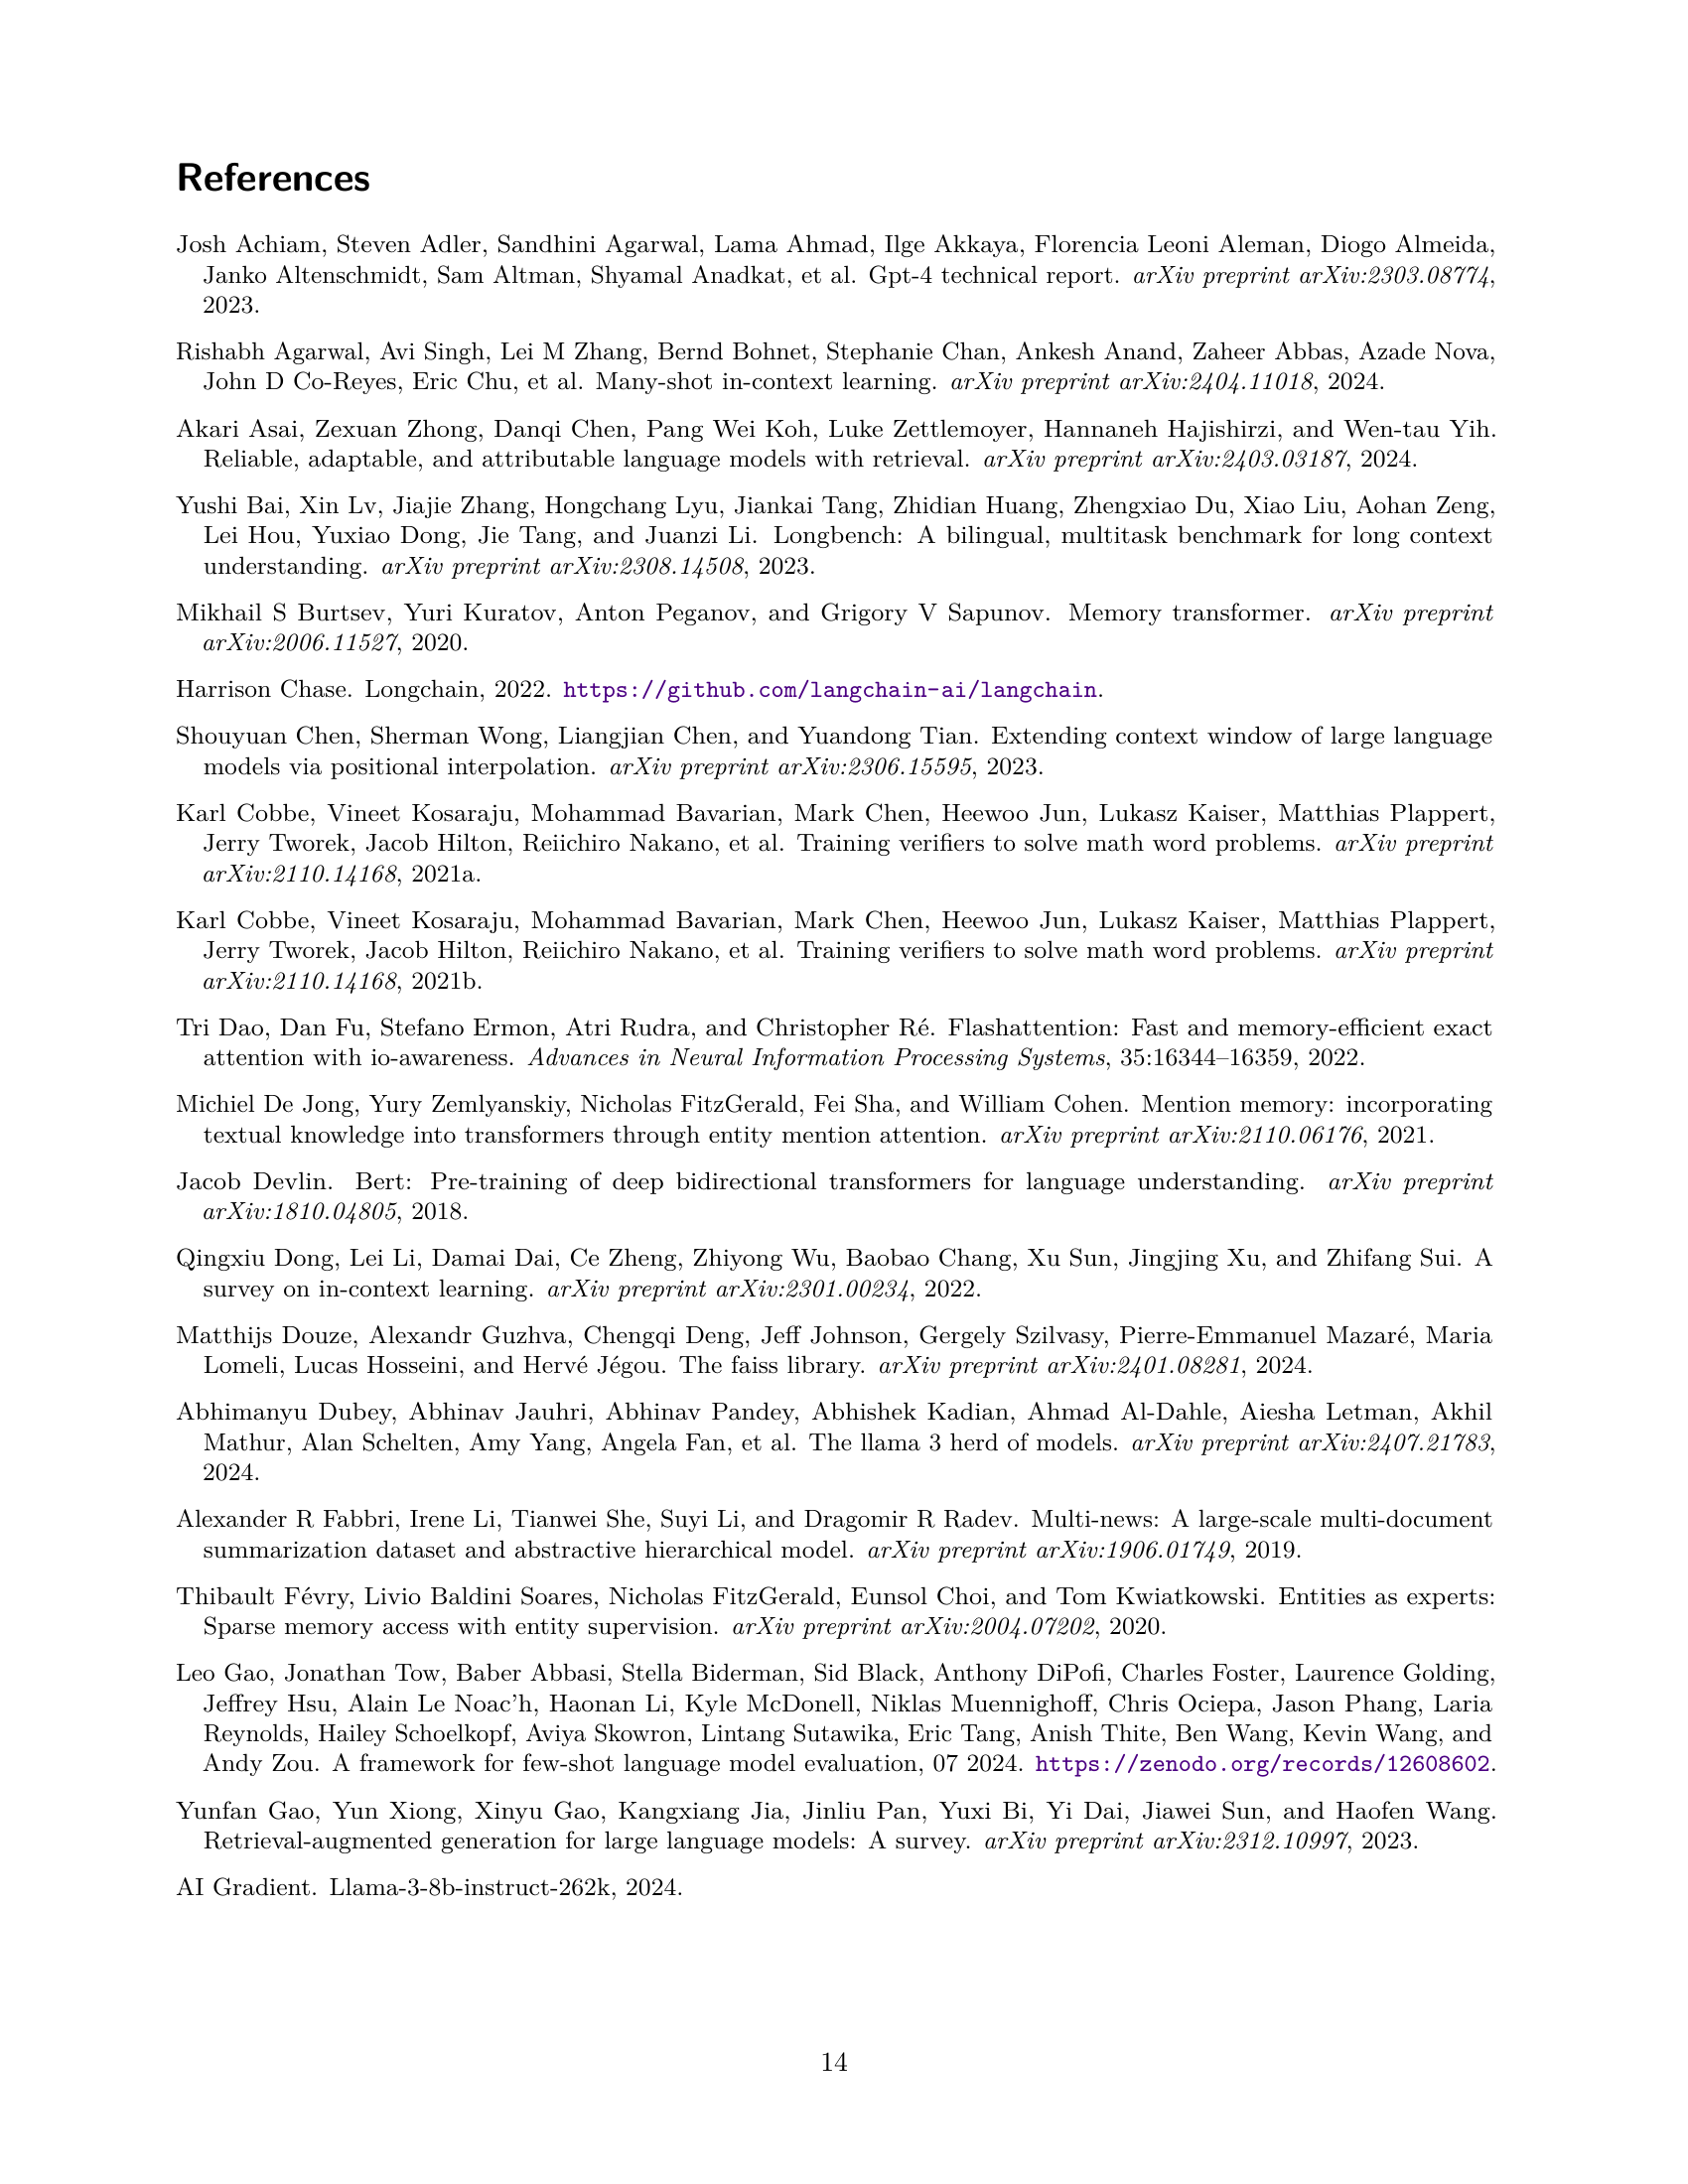 References
Josh Achiam, Steven Adler, Sandhini Agarwal, Lama Ahmad, Ilge Akkaya, Florencia Leoni Aleman, Diogo Almeida,
Janko Altenschmidt, Sam Altman, Shyamal Anadkat, et al. Gpt-4 technical report. arXiv preprint arXiv:2303.08774,
2023.
Rishabh Agarwal, Avi Singh, Lei M Zhang, Bernd Bohnet, Stephanie Chan, Ankesh Anand, Zaheer Abbas, Azade Nova,
John D Co-Reyes, Eric Chu, et al. Many-shot in-context learning. arXiv preprint arXiv:2404.11018, 2024.
Akari Asai, Zexuan Zhong, Danqi Chen, Pang Wei Koh, Luke Zettlemoyer, Hannaneh Hajishirzi, and Wen-tau Yih.
Reliable, adaptable, and attributable language models with retrieval. arXiv preprint arXiv:2403.03187, 2024.
Yushi Bai, Xin Lv, Jiajie Zhang, Hongchang Lyu, Jiankai Tang, Zhidian Huang, Zhengxiao Du, Xiao Liu, Aohan Zeng,
Lei Hou, Yuxiao Dong, Jie Tang, and Juanzi Li. Longbench: A bilingual, multitask benchmark for long context
understanding. arXiv preprint arXiv:2308.14508, 2023.
Mikhail S Burtsev, Yuri Kuratov, Anton Peganov, and Grigory V Sapunov. Memory transformer. arXiv preprint
arXiv:2006.11527, 2020.
Harrison Chase. Longchain, 2022. https://github.com/langchain-ai/langchain.
Shouyuan Chen, Sherman Wong, Liangjian Chen, and Yuandong Tian. Extending context window of large language
models via positional interpolation. arXiv preprint arXiv:2306.15595, 2023.
Karl Cobbe, Vineet Kosaraju, Mohammad Bavarian, Mark Chen, Heewoo Jun, Lukasz Kaiser, Matthias Plappert,
Jerry Tworek, Jacob Hilton, Reiichiro Nakano, et al. Training verifiers to solve math word problems. arXiv preprint
arXiv:2110.14168, 2021a.
Karl Cobbe, Vineet Kosaraju, Mohammad Bavarian, Mark Chen, Heewoo Jun, Lukasz Kaiser, Matthias Plappert,
Jerry Tworek, Jacob Hilton, Reiichiro Nakano, et al. Training verifiers to solve math word problems. arXiv preprint
arXiv:2110.14168, 2021b.
Tri Dao, Dan Fu, Stefano Ermon, Atri Rudra, and Christopher Ré. Flashattention: Fast and memory-efficient exact
attention with io-awareness. Advances in Neural Information Processing Systems, 35:16344–16359, 2022.
Michiel De Jong, Yury Zemlyanskiy, Nicholas FitzGerald, Fei Sha, and William Cohen. Mention memory: incorporating
textual knowledge into transformers through entity mention attention. arXiv preprint arXiv:2110.06176, 2021.
Jacob Devlin. Bert: Pre-training of deep bidirectional transformers for language understanding. arXiv preprint
arXiv:1810.04805, 2018.
Qingxiu Dong, Lei Li, Damai Dai, Ce Zheng, Zhiyong Wu, Baobao Chang, Xu Sun, Jingjing Xu, and Zhifang Sui. A
survey on in-context learning. arXiv preprint arXiv:2301.00234, 2022.
Matthijs Douze, Alexandr Guzhva, Chengqi Deng, Jeff Johnson, Gergely Szilvasy, Pierre-Emmanuel Mazaré, Maria
Lomeli, Lucas Hosseini, and Hervé Jégou. The faiss library. arXiv preprint arXiv:2401.08281, 2024.
Abhimanyu Dubey, Abhinav Jauhri, Abhinav Pandey, Abhishek Kadian, Ahmad Al-Dahle, Aiesha Letman, Akhil
Mathur, Alan Schelten, Amy Yang, Angela Fan, et al. The llama 3 herd of models. arXiv preprint arXiv:2407.21783,
2024.
Alexander R Fabbri, Irene Li, Tianwei She, Suyi Li, and Dragomir R Radev. Multi-news: A large-scale multi-document
summarization dataset and abstractive hierarchical model. arXiv preprint arXiv:1906.01749, 2019.
Thibault Févry, Livio Baldini Soares, Nicholas FitzGerald, Eunsol Choi, and Tom Kwiatkowski. Entities as experts:
Sparse memory access with entity supervision. arXiv preprint arXiv:2004.07202, 2020.
Leo Gao, Jonathan Tow, Baber Abbasi, Stella Biderman, Sid Black, Anthony DiPofi, Charles Foster, Laurence Golding,
Jeffrey Hsu, Alain Le Noac'h, Haonan Li, Kyle McDonell, Niklas Muennighoff, Chris Ociepa, Jason Phang, Laria
Reynolds, Hailey Schoelkopf, Aviya Skowron, Lintang Sutawika, Eric Tang, Anish Thite, Ben Wang, Kevin Wang, and
Andy Zou. A framework for few-shot language model evaluation, 07 2024. https://zenodo.org/records/12608602.
Yunfan Gao, Yun Xiong, Xinyu Gao, Kangxiang Jia, Jinliu Pan, Yuxi Bi, Yi Dai, Jiawei Sun, and Haofen Wang.
Retrieval-augmented generation for large language models: A survey. arXiv preprint arXiv:2312.10997, 2023.
AI Gradient. Llama-3-8b-instruct-262k, 2024.
14